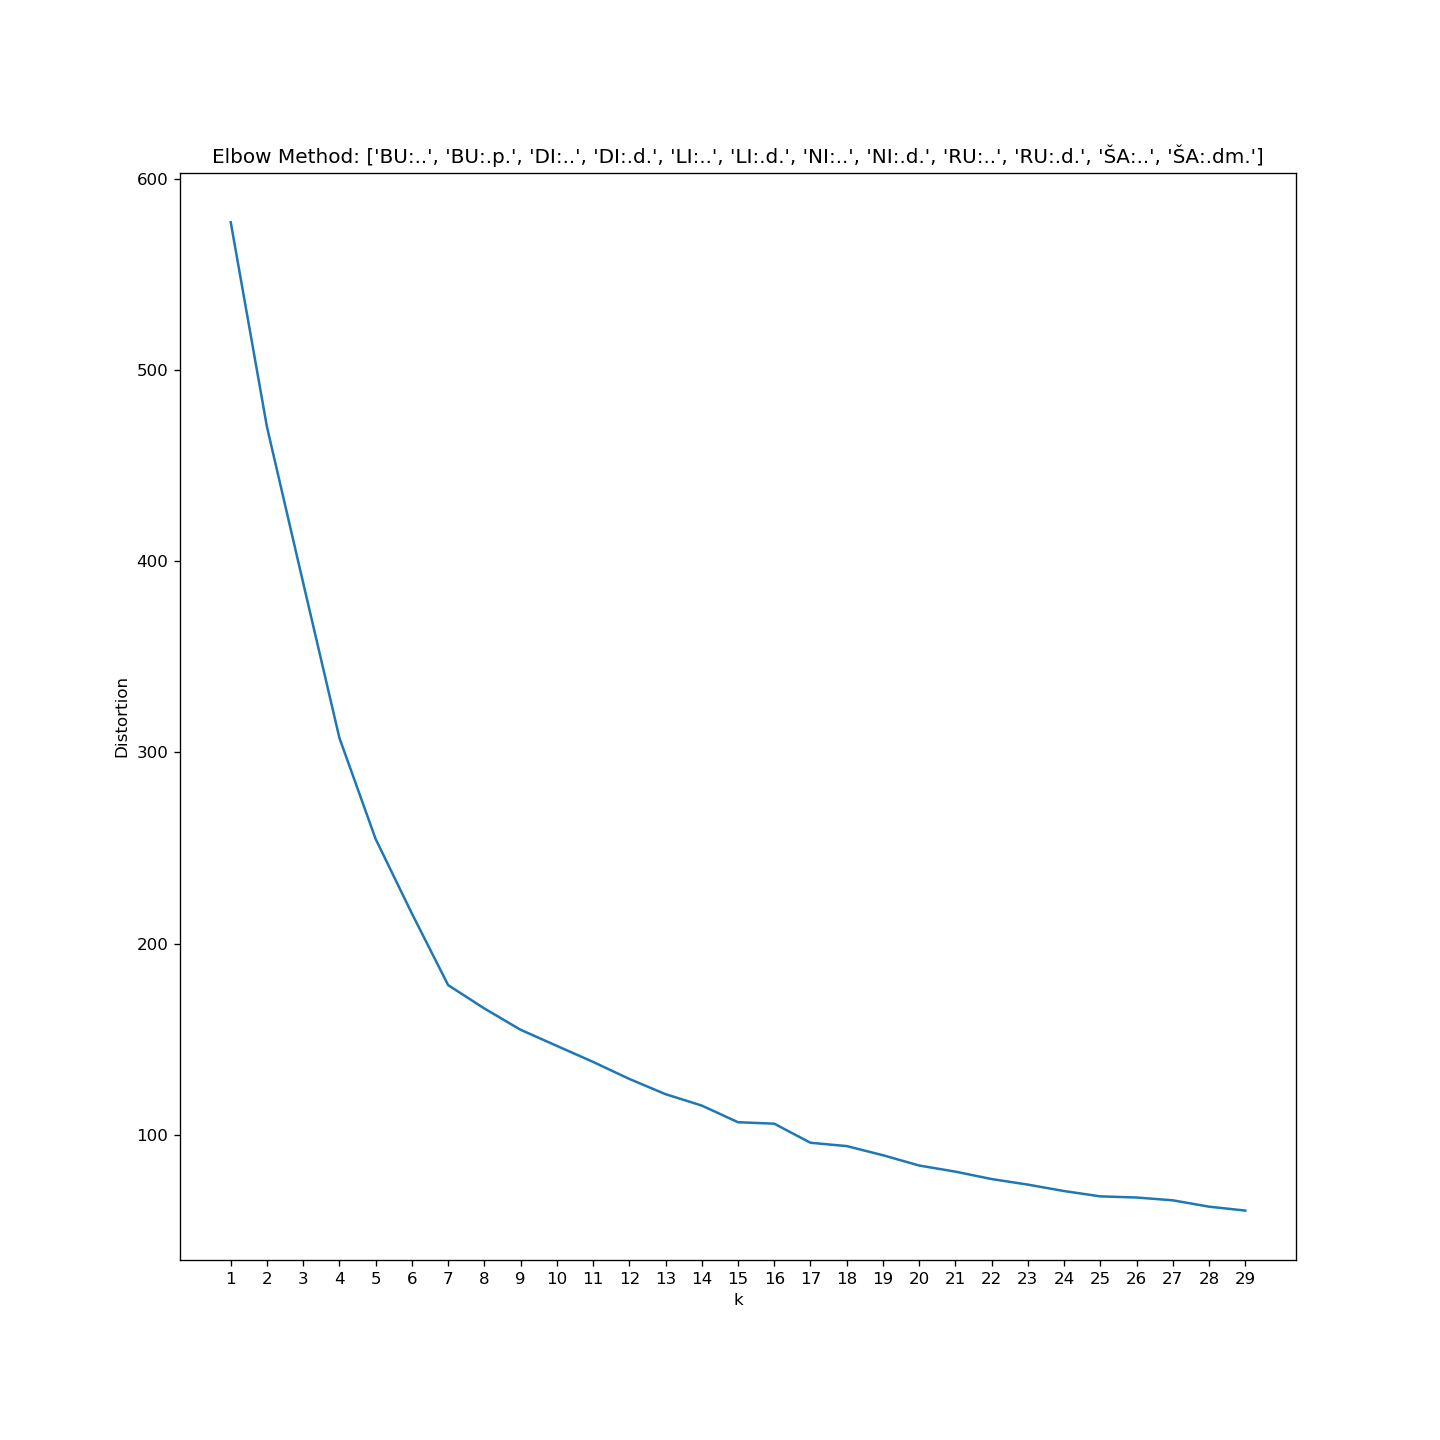 Elbow Method: ['BU:..', 'BU:.p.', 'DI:..', 'DI:.d.', 'LI:..', 'LI:.d.', 'NI:..', 'NI:.d.', 'RU:..', 'RU:.d.', 'ŠA:..', 'ŠA:.dm.']
600
500
400
300
200
100
Distortion
1 2 3 4 5 6 7 8 9 10 11 12 13 14 15 16 17 18 19 20 21 22 23 24 25 26 27 28 29
k